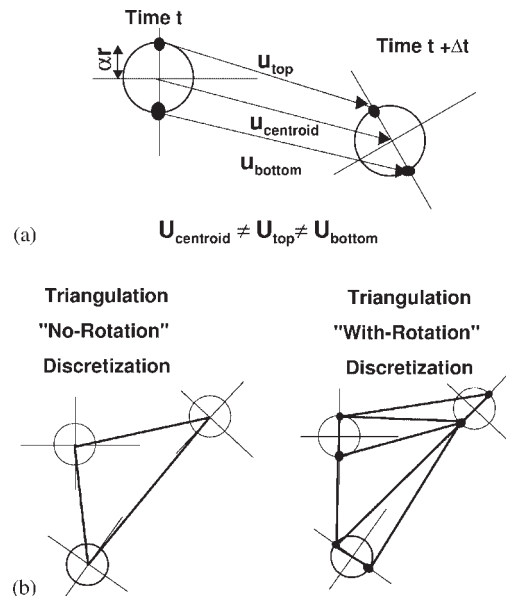 Time t
αr
u_top
Time t +Δt
u_centroid
u_bottom
(a)
U_centroid ≠ U_top ≠ U_bottom
Triangulation
"No-Rotation"
Discretization
Triangulation
"With-Rotation"
Discretization
(b)